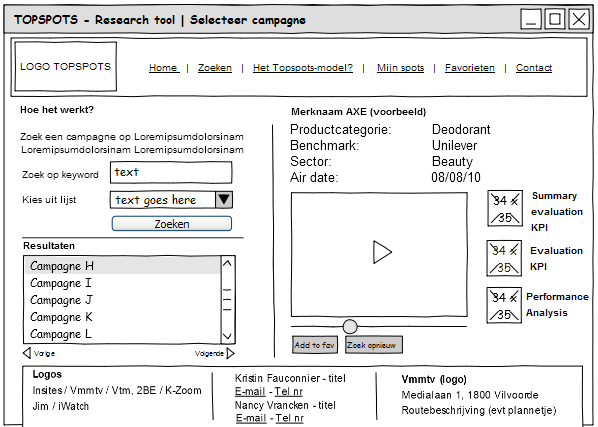 TOPSPOTS - Research tool | Selecteer campagne
LOGO TOPSPOTS
Home | Zoeken | Het Topspots-model? | Mijn spots | Favorieten | Contact
Hoe het werkt?
Zoek een campagne op Loremipsumdolorsinam
Loremipsumdolorsinam Loremipsumdolorsinam
Zoek op keyword text
Kies uit lijst text goes here
Zoeken
Resultaten
Campagne H
Campagne I
Campagne J
Campagne K
Campagne L
Vorige Volgende
Merknaam AXE (voorbeeld)
Productcategorie: Deodorant
Benchmark: Unilever
Sector: Beauty
Air date: 08/08/10
34 x
/35
Summary
evaluation
KPI
34 x
/35
Evaluation
KPI
34 x
/35
Performance
Analysis
Add to fav Zoek opnieuw
Logos
Insites / Vmmtv / Vtm, 2BE / K-Zoom
Jim / iWatch
Kristin Fauconnier - titel
E-mail - Tel nr
Nancy Vrancken - titel
E-mail - Tel nr
Vmmtv (logo)
Medialaan 1, 1800 Vilvoorde
Routebeschrijving (evt plannetje)